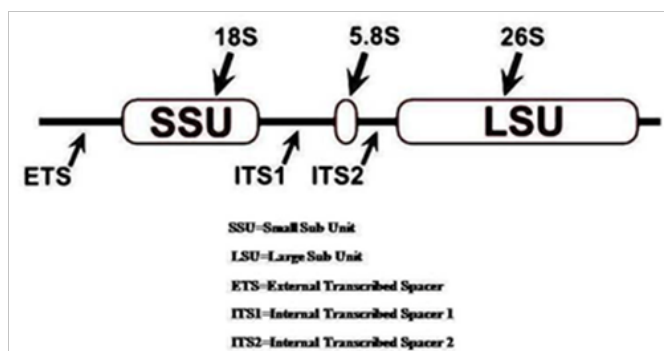 18S 5.8S 26S
SSU LSU
ETS ITS1 ITS2
SSU=Small Sub Unit
LSU=Large Sub Unit
ETS=External Transcribed Spacer
ITS1=Internal Transcribed Spacer 1
ITS2=Internal Transcribed Spacer 2